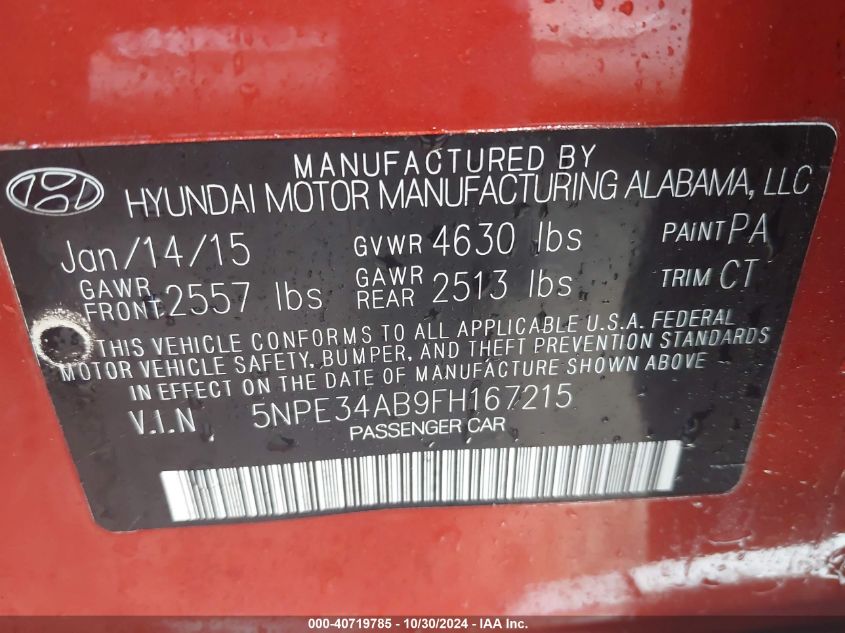 MANUFACTURED BY
HYUNDAI MOTOR MANUFACTURING ALABAMA, LLC
Jan/14/15 GVWR 4630 lbs PAINT PA
GAWR FRONT 2557 lbs GAWR REAR 2513 lbs TRIM CT
THIS VEHICLE CONFORMS TO ALL APPLICABLE U.S.A. FEDERAL
MOTOR VEHICLE SAFETY, BUMPER, AND THEFT PREVENTION STANDARDS
IN EFFECT ON THE DATE OF MANUFACTURE SHOWN ABOVE
V.I.N 5NPE34AB9FH167215
PASSENGER CAR
000-40719785 - 10/30/2024 - IAA Inc.